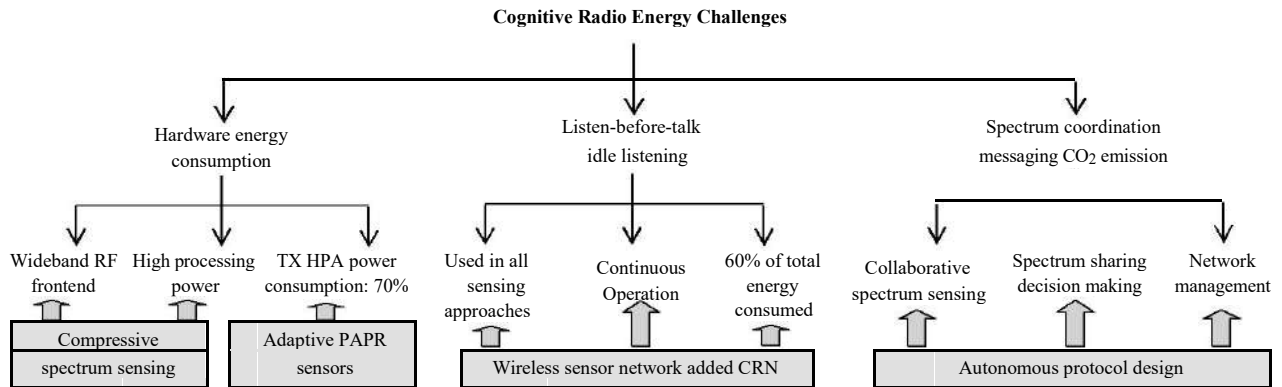 Cognitive Radio Energy Challenges
Hardware energy
consumption
Listen-before-talk
idle listening
Spectrum coordination
messaging CO₂ emission
Wideband RF
frontend
High processing
power
TX HPA power
consumption: 70%
Used in all
sensing
approaches
Continuous
Operation
60% of total
energy
consumed
Collaborative
spectrum sensing
Spectrum sharing
decision making
Network
management
Compressive
spectrum sensing
Adaptive PAPR
sensors
Wireless sensor network added CRN
Autonomous protocol design